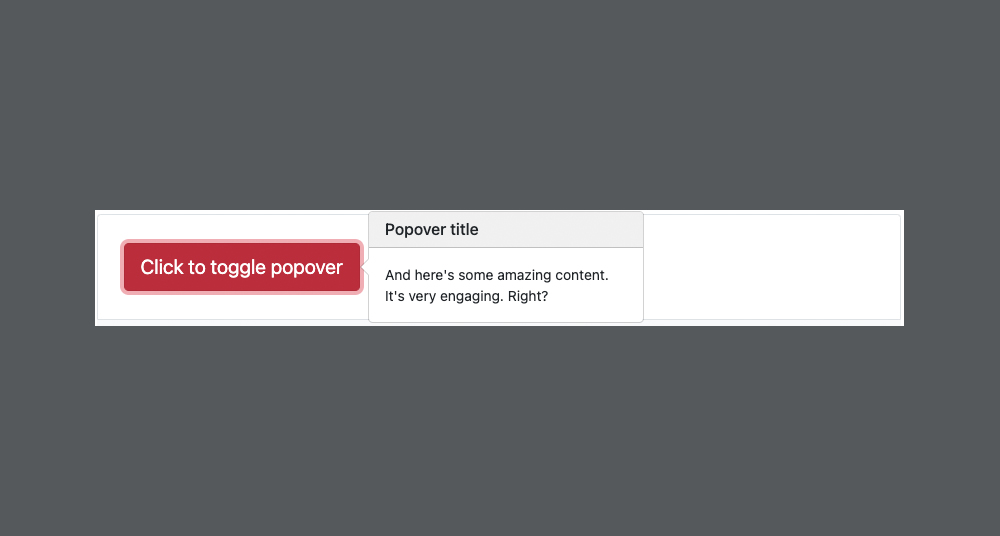 Popover title
Click to toggle popover
And here's some amazing content.
It's very engaging. Right?